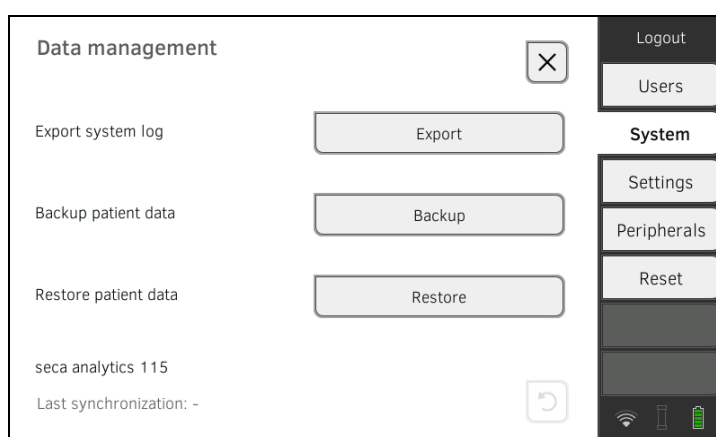 Data management
Export system log
Export
Backup patient data
Backup
Restore patient data
Restore
seca analytics 115
Last synchronization: -
Logout
Users
System
Settings
Peripherals
Reset